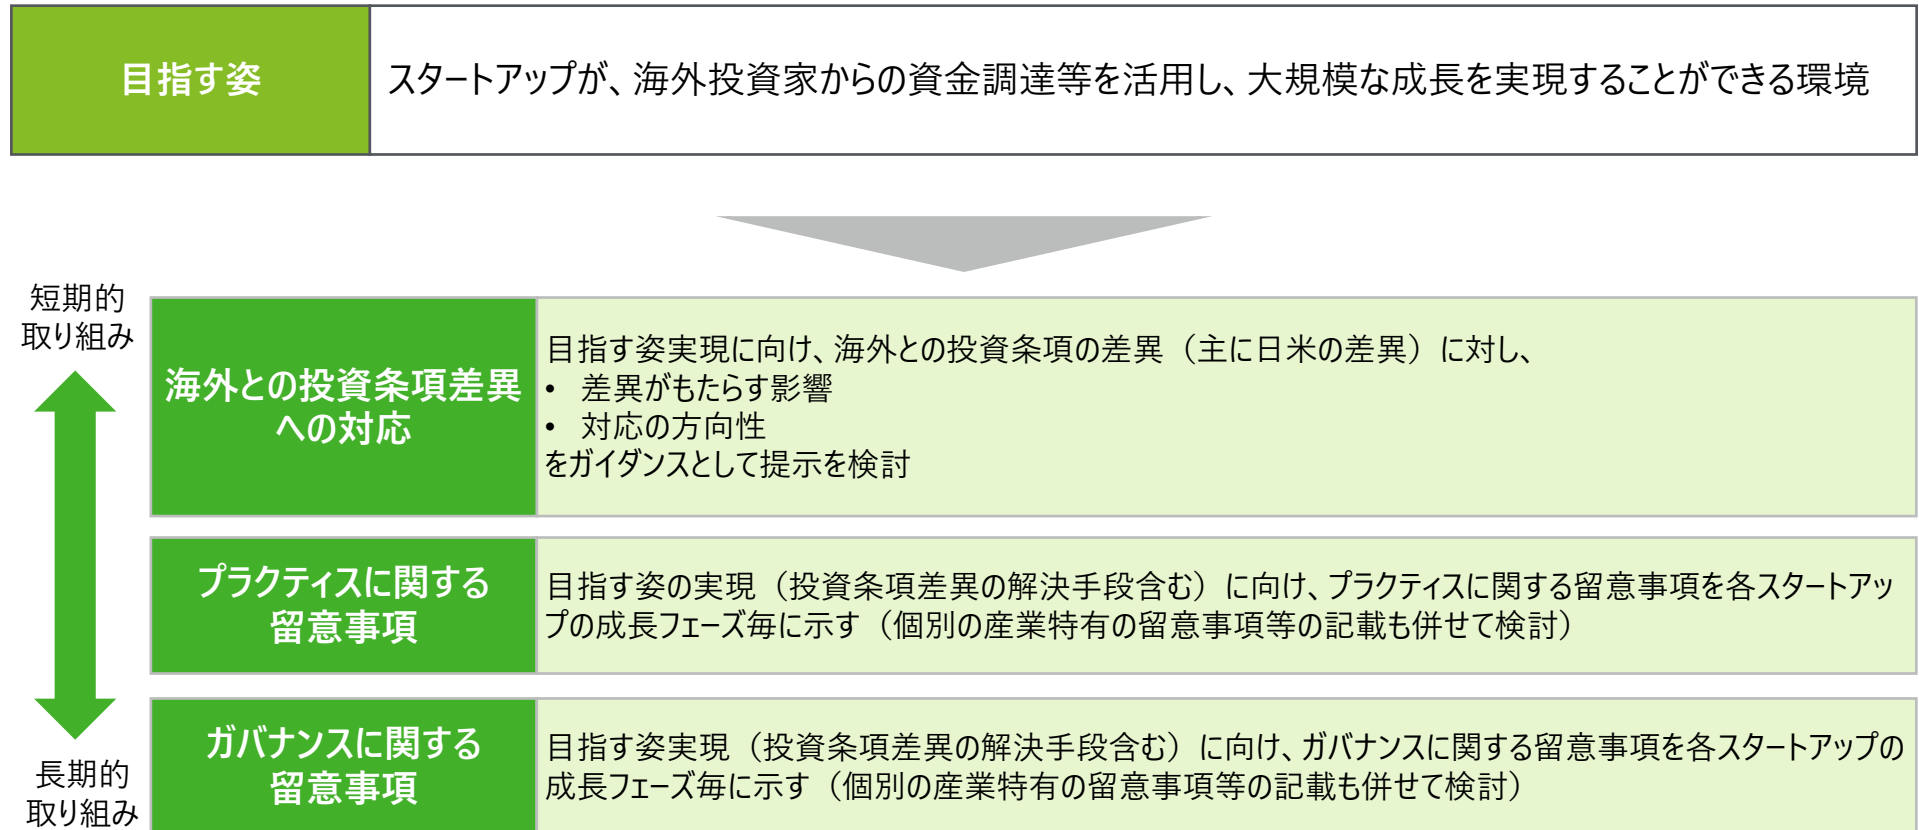 目指す姿
スタートアップが、海外投資家からの資金調達等を活用し、大規模な成長を実現することができる環境
短期的
取り組み
海外との投資条項差異
への対応
目指す姿実現に向け、海外との投資条項の差異（主に日米の差異）に対し、
• 差異がもたらす影響
• 対応の方向性
をガイダンスとして提示を検討
プラクティスに関する
留意事項
目指す姿の実現（投資条項差異の解決手段含む）に向け、プラクティスに関する留意事項を各スタートアッ
プの成長フェーズ毎に示す（個別の産業特有の留意事項等の記載も併せて検討）
ガバナンスに関する
留意事項
目指す姿実現（投資条項差異の解決手段含む）に向け、ガバナンスに関する留意事項を各スタートアップの
成長フェーズ毎に示す（個別の産業特有の留意事項等の記載も併せて検討）
長期的
取り組み